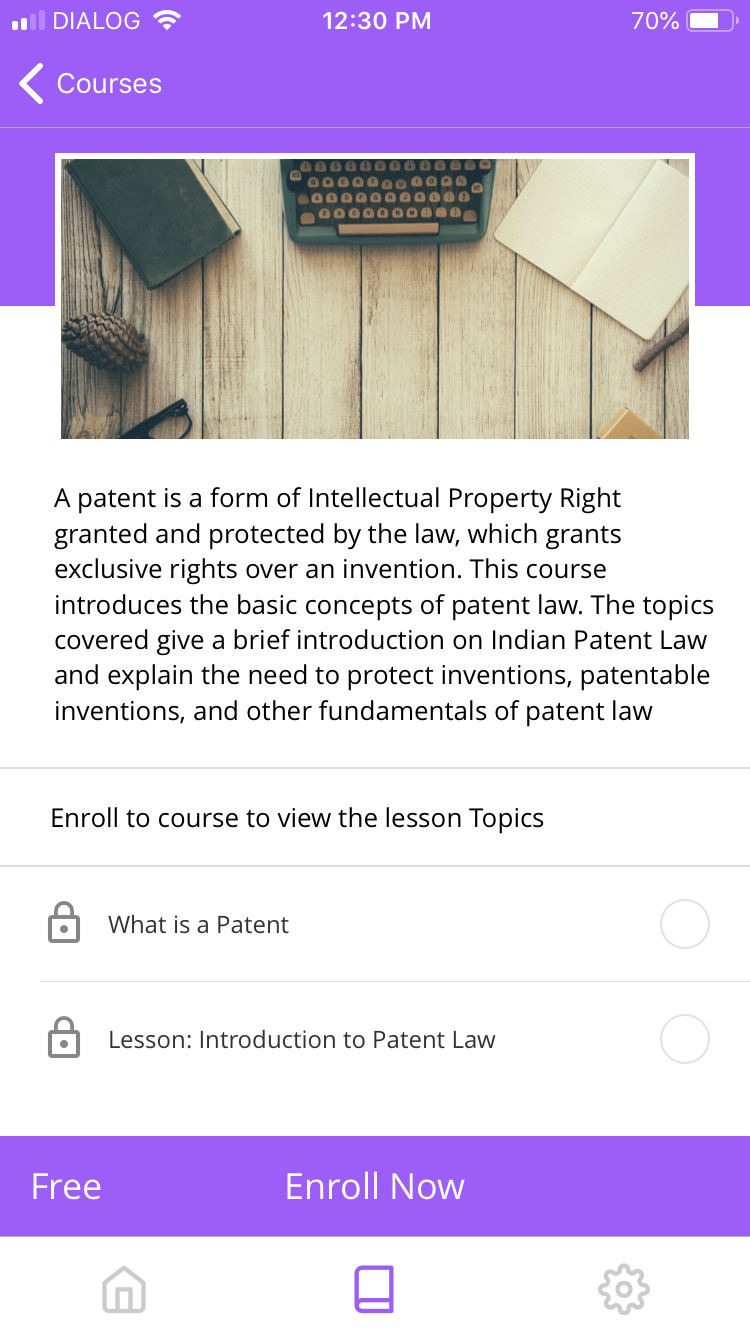 DIALOG 12:30 PM 70%
Courses
A patent is a form of Intellectual Property Right
granted and protected by the law, which grants
exclusive rights over an invention. This course
introduces the basic concepts of patent law. The topics
covered give a brief introduction on Indian Patent Law
and explain the need to protect inventions, patentable
inventions, and other fundamentals of patent law
Enroll to course to view the lesson Topics
What is a Patent
Lesson: Introduction to Patent Law
Free Enroll Now